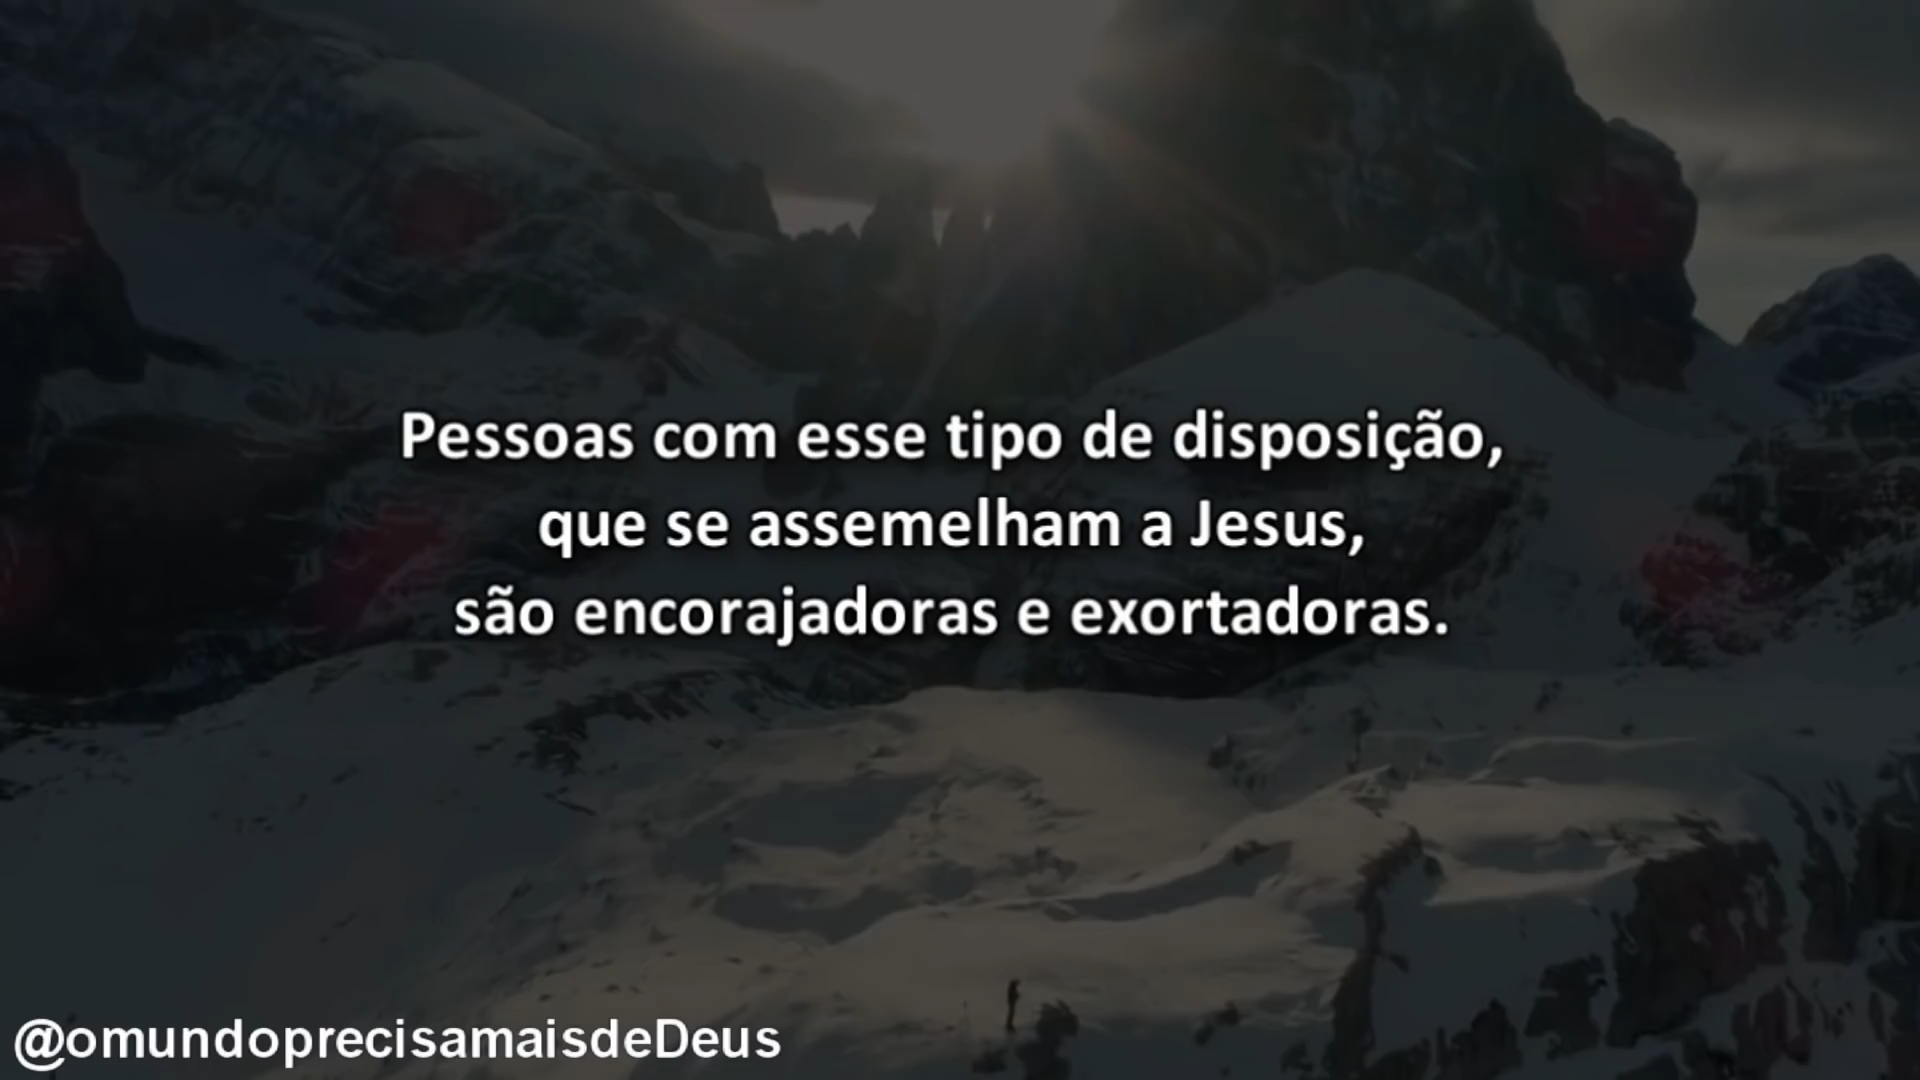 Pessoas com esse tipo de disposição,
que se assemelham a Jesus,
são encorajadoras e exortadoras.
@omundoprecisamaisdeDeus